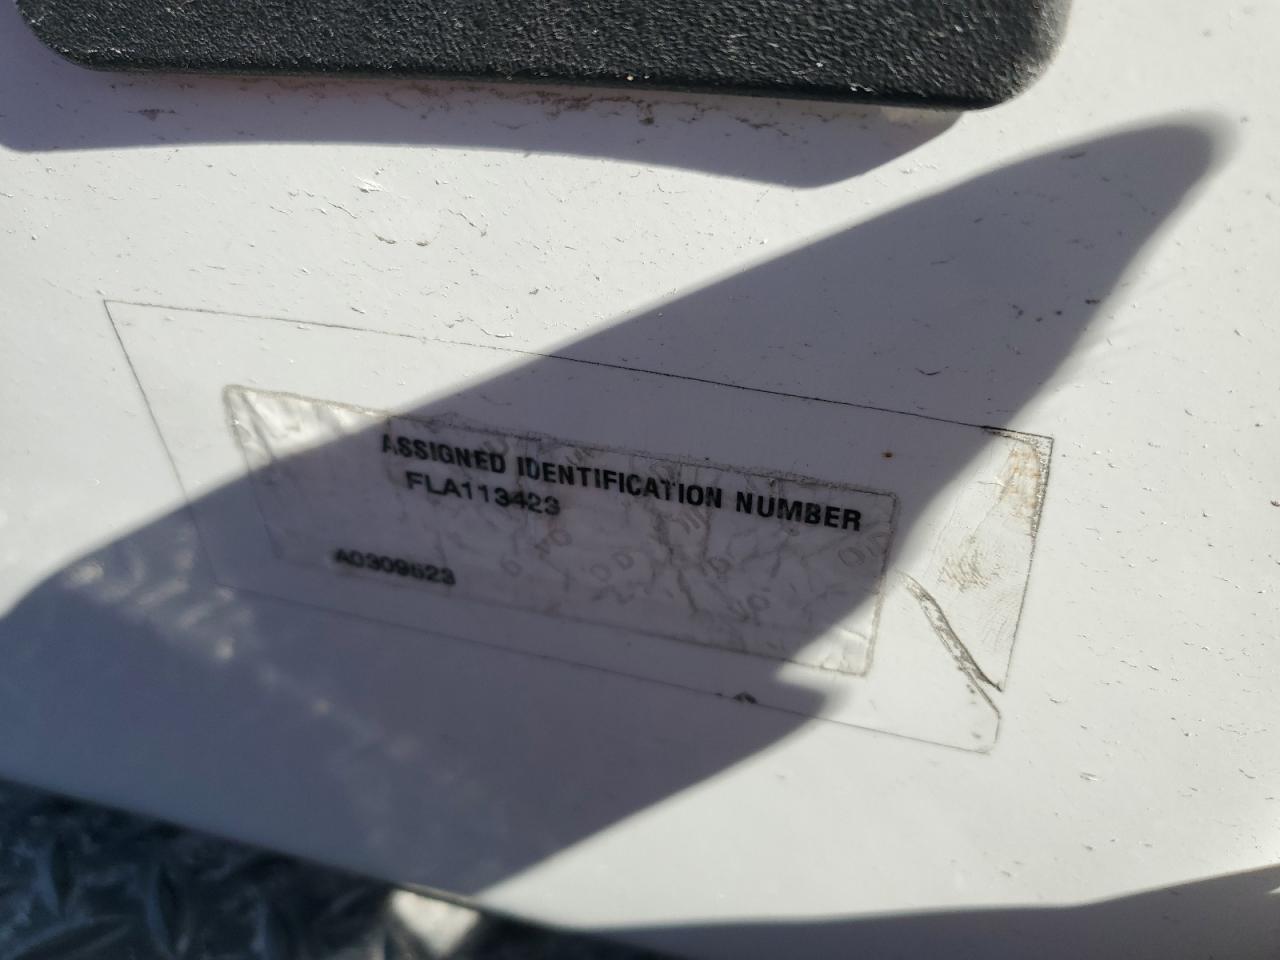 ASSIGNED IDENTIFICATION NUMBER
FLA113423
A0309523